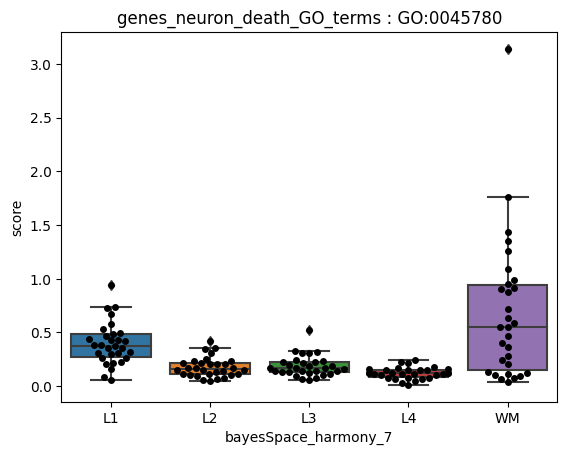 genes_neuron_death_GO_terms : GO:0045780
score
3.0
2.5
2.0
1.5
1.0
0.5
0.0
L1 L2 L3 L4 WM
bayesSpace_harmony_7